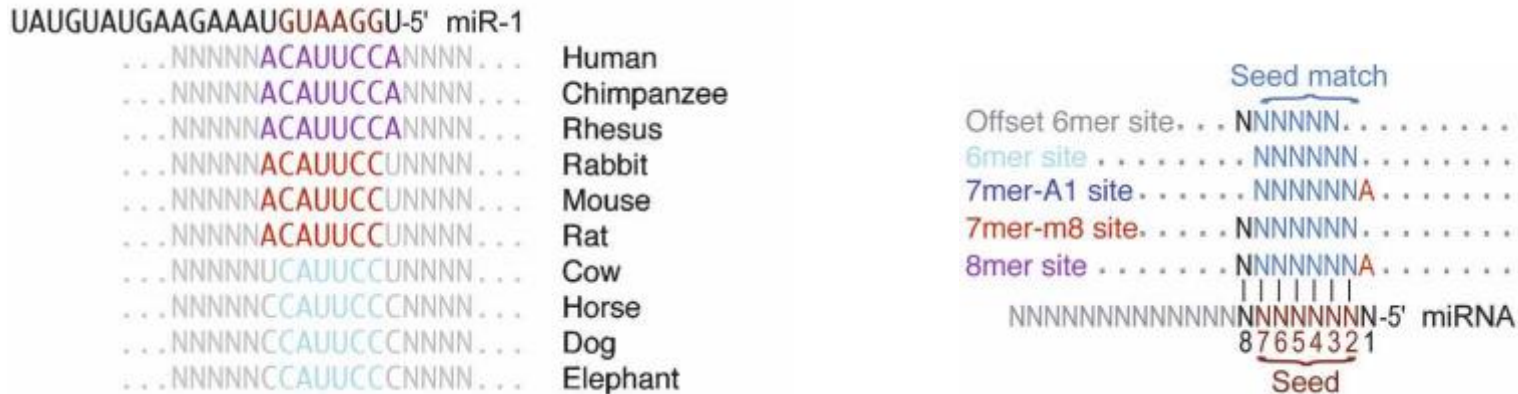 UAUGUAUGAAGAAAUGUAAGGU-5' miR-1
. . .NNNNNACAUUCCANNNN. . . Human
. . .NNNNNACAUUCCANNNN. . . Chimpanzee
. . .NNNNNACAUUCCANNNN. . . Rhesus
. . .NNNNNACAUUCCUNNNN. . . Rabbit
. . .NNNNNACAUUCCUNNNN. . . Mouse
. . .NNNNNACAUUCCUNNNN. . . Rat
. . .NNNNNUCAUUCCUNNNN. . . Cow
. . .NNNNNCCAUUCCCNNNN. . . Horse
. . .NNNNNCCAUUCCCNNNN. . . Dog
. . .NNNNNCCAUUCCCNNNN. . . Elephant
Seed match
Offset 6mer site. . . NNNNNN. . . . . . . . . .
6mer site . . . . . . . . NNNNNN. . . . . . . . .
7mer-A1 site. . . . . . NNNNNNA. . . . . . . .
7mer-m8 site. . . . . NNNNNNN. . . . . . . . .
8mer site . . . . . . . NNNNNNNA. . . . . . . .
NNNNNNNNNNNNNNNNNNNNN-5' miRNA
87654321
Seed